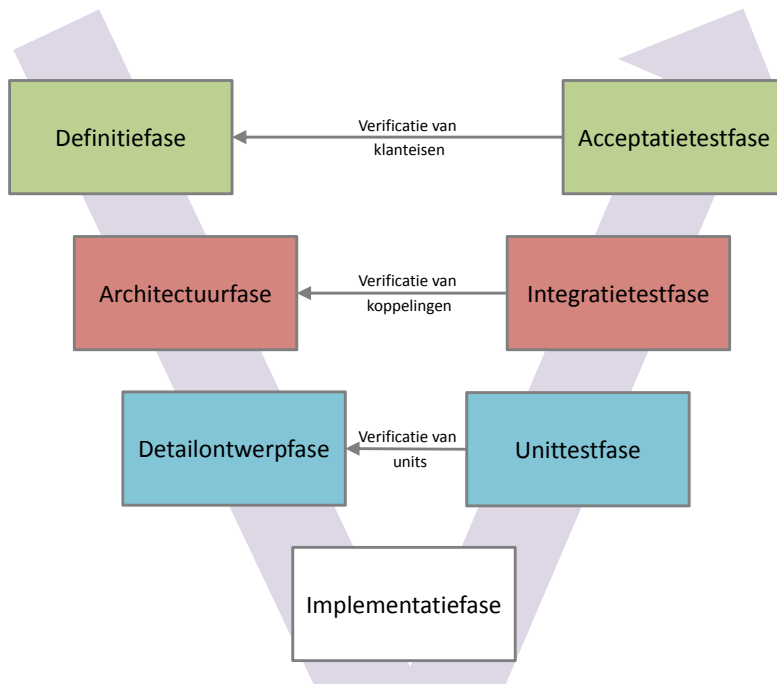 Definitiefase
Verificatie van
klanteisen
Acceptatietestfase
Architectuurfase
Verificatie van
koppelingen
Integratietestfase
Detailontwerpfase
Verificatie van
units
Unittestfase
Implementatiefase